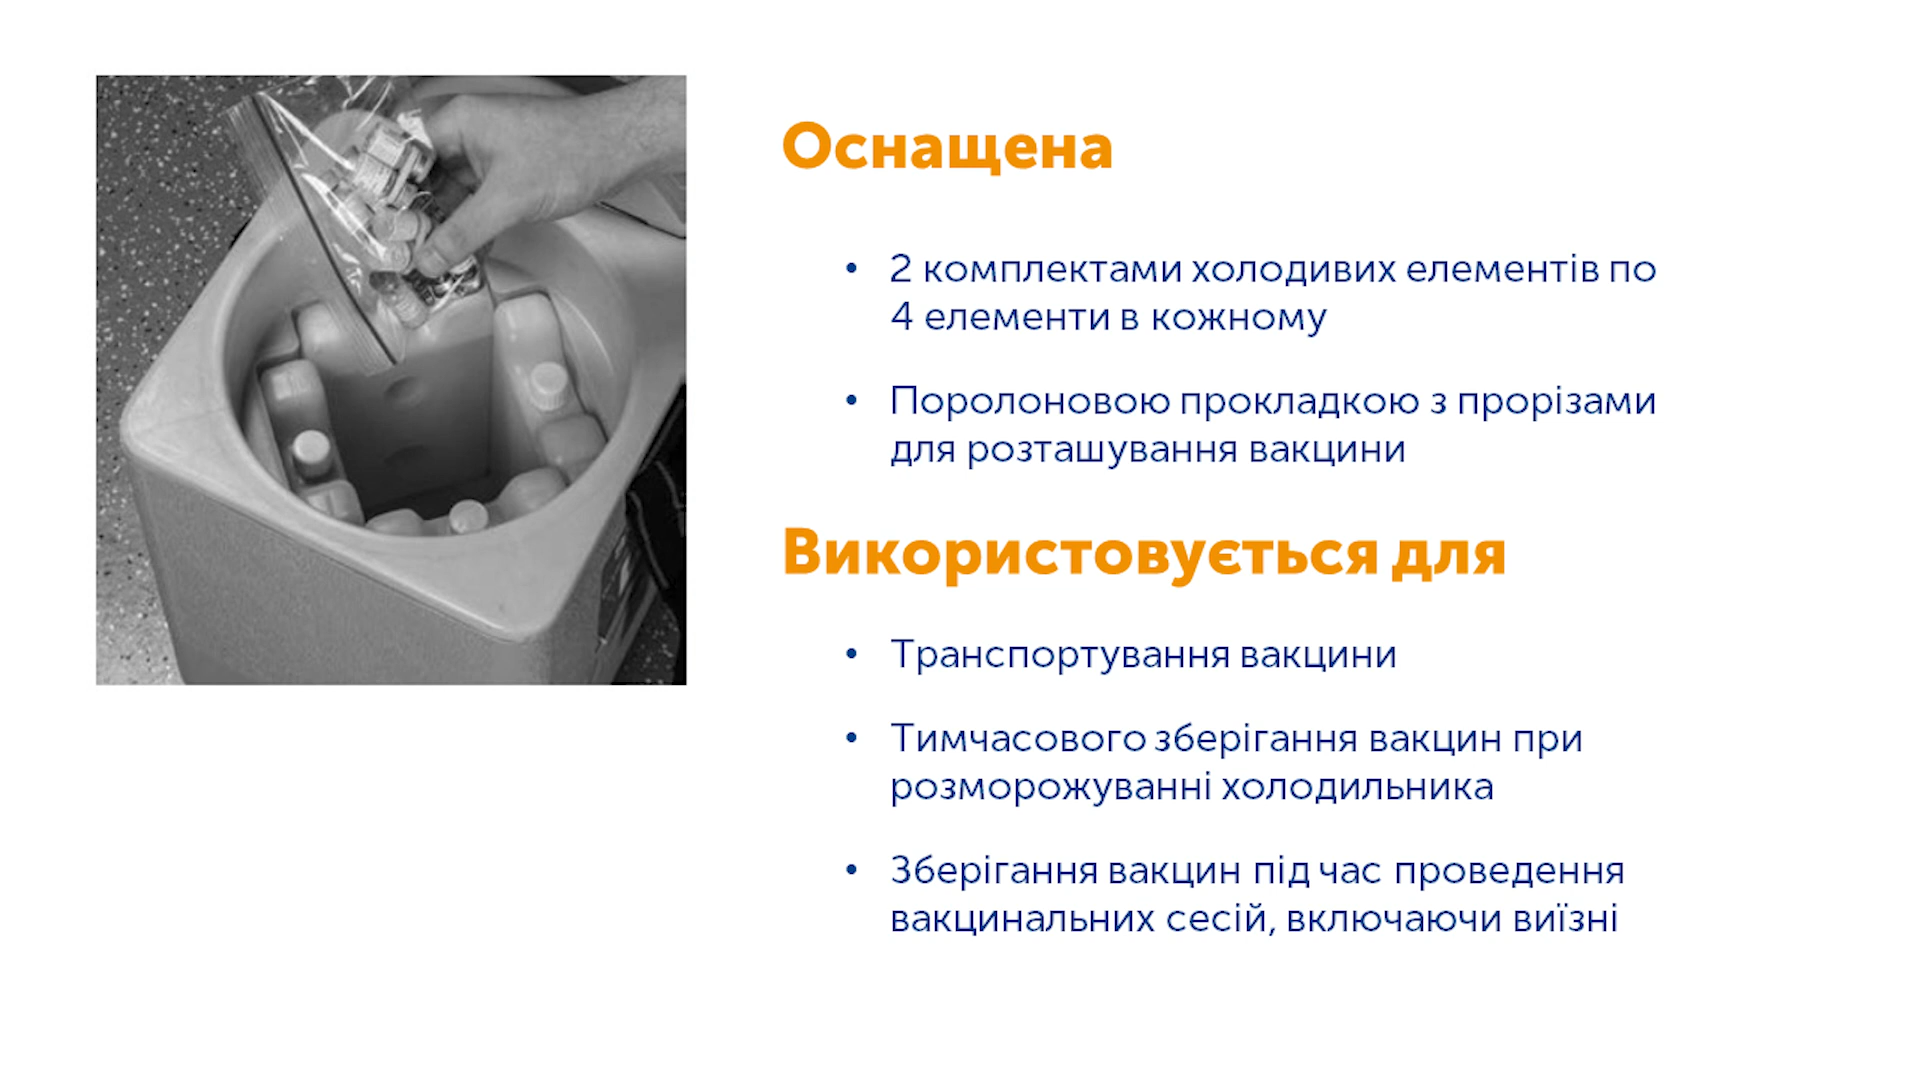 Оснащена
• 2 комплектами холодивих елементів по
4 елементи в кожному
• Поролоновою прокладкою з прорізами
для розташування вакцини
Використовується для
• Транспортування вакцини
• Тимчасового зберігання вакцин при
розморожуванні холодильника
• Зберігання вакцин під час проведення
вакцинальних сесій, включаючи виїзні